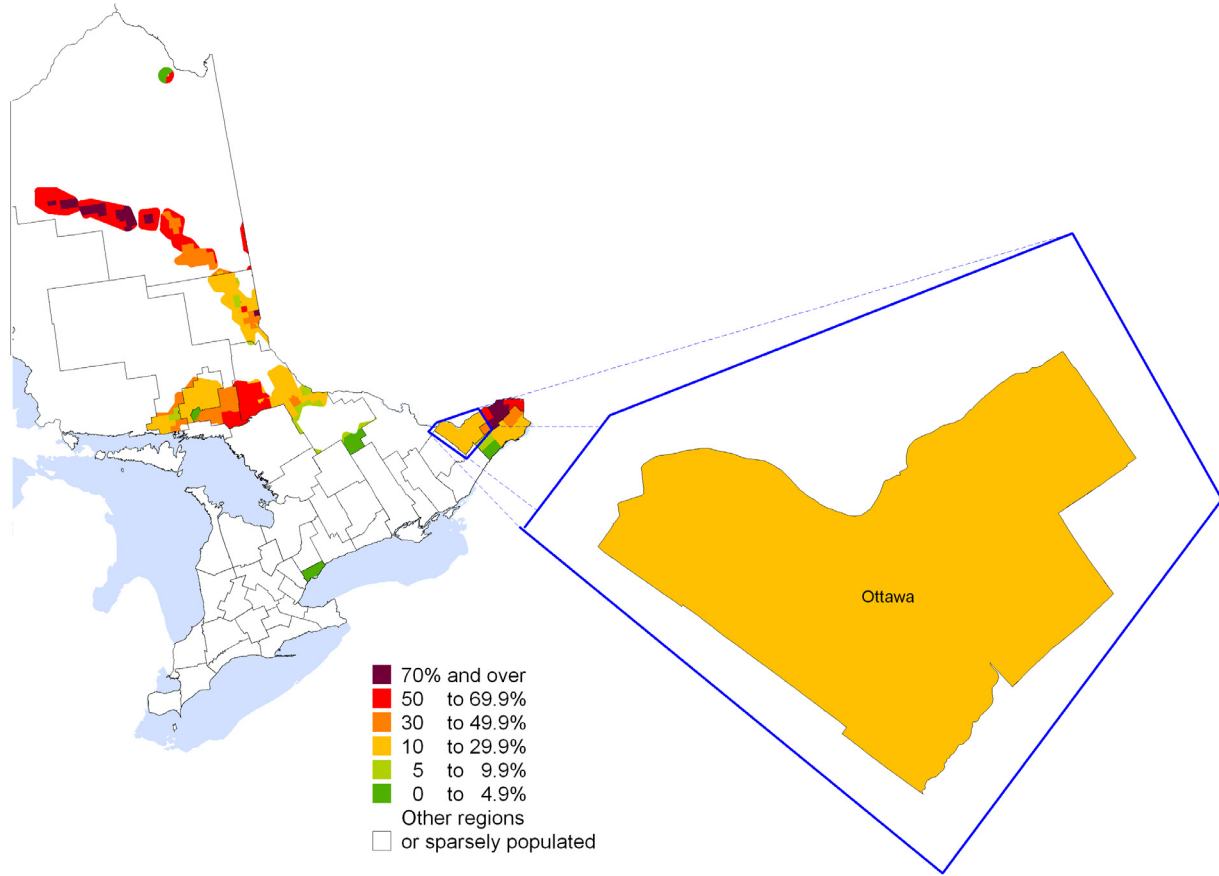 Ottawa
70% and over
50 to 69.9%
30 to 49.9%
10 to 29.9%
5 to 9.9%
0 to 4.9%
Other regions
or sparsely populated